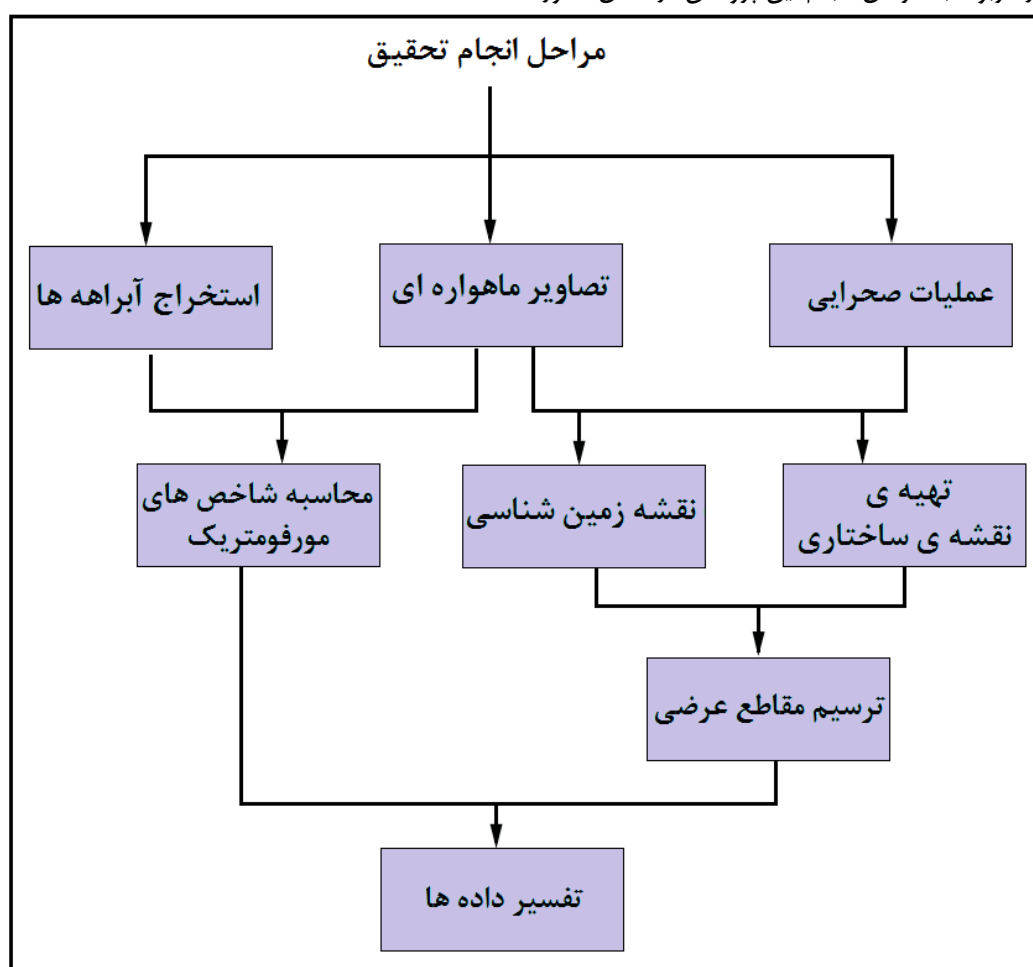 مراحل انجام تحقیق
عملیات صحرایی
تصاویر ماهواره ای
استخراج آبراهه ها
تهیه ی
نقشه ی ساختاری
نقشه زمین شناسی
محاسبه شاخص های
مورفومتریک
ترسیم مقاطع عرضی
تفسیر داده ها